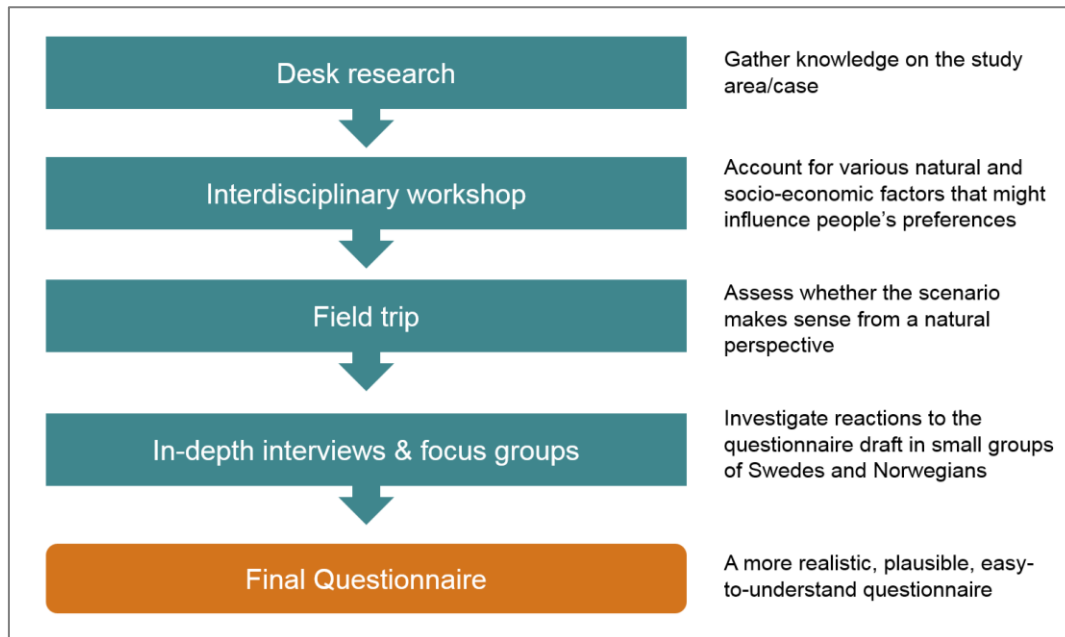 Desk research
Gather knowledge on the study
area/case
Interdisciplinary workshop
Account for various natural and
socio-economic factors that might
influence people’s preferences
Field trip
Assess whether the scenario
makes sense from a natural
perspective
In-depth interviews & focus groups
Investigate reactions to the
questionnaire draft in small groups
of Swedes and Norwegians
Final Questionnaire
A more realistic, plausible, easy-
to-understand questionnaire